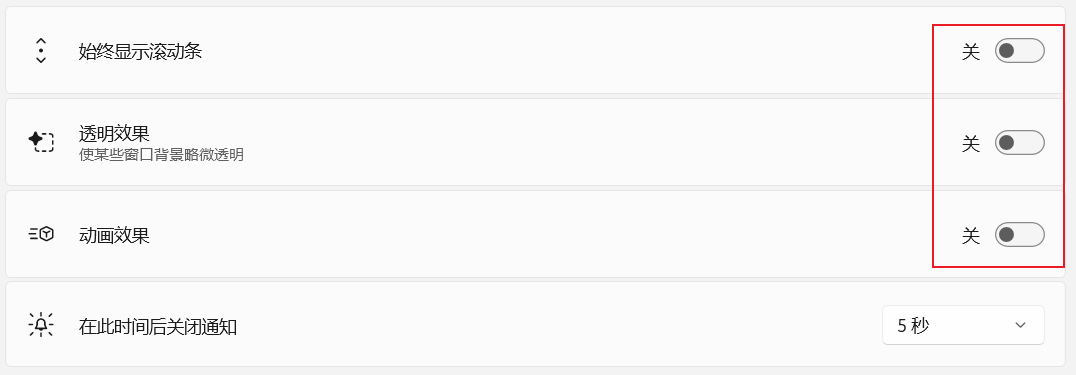 始终显示滚动条
关
透明效果
使某些窗口背景略微透明
关
动画效果
关
在此时间后关闭通知
5 秒